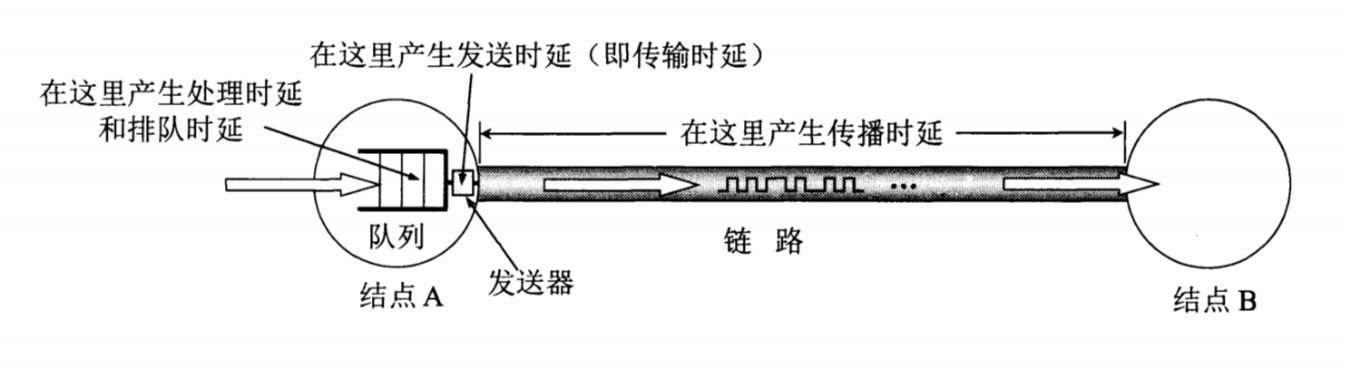 在这里产生发送时延（即传输时延）
在这里产生处理时延
和排队时延
在这里产生传播时延
队列
链 路
发送器
结点A
结点B